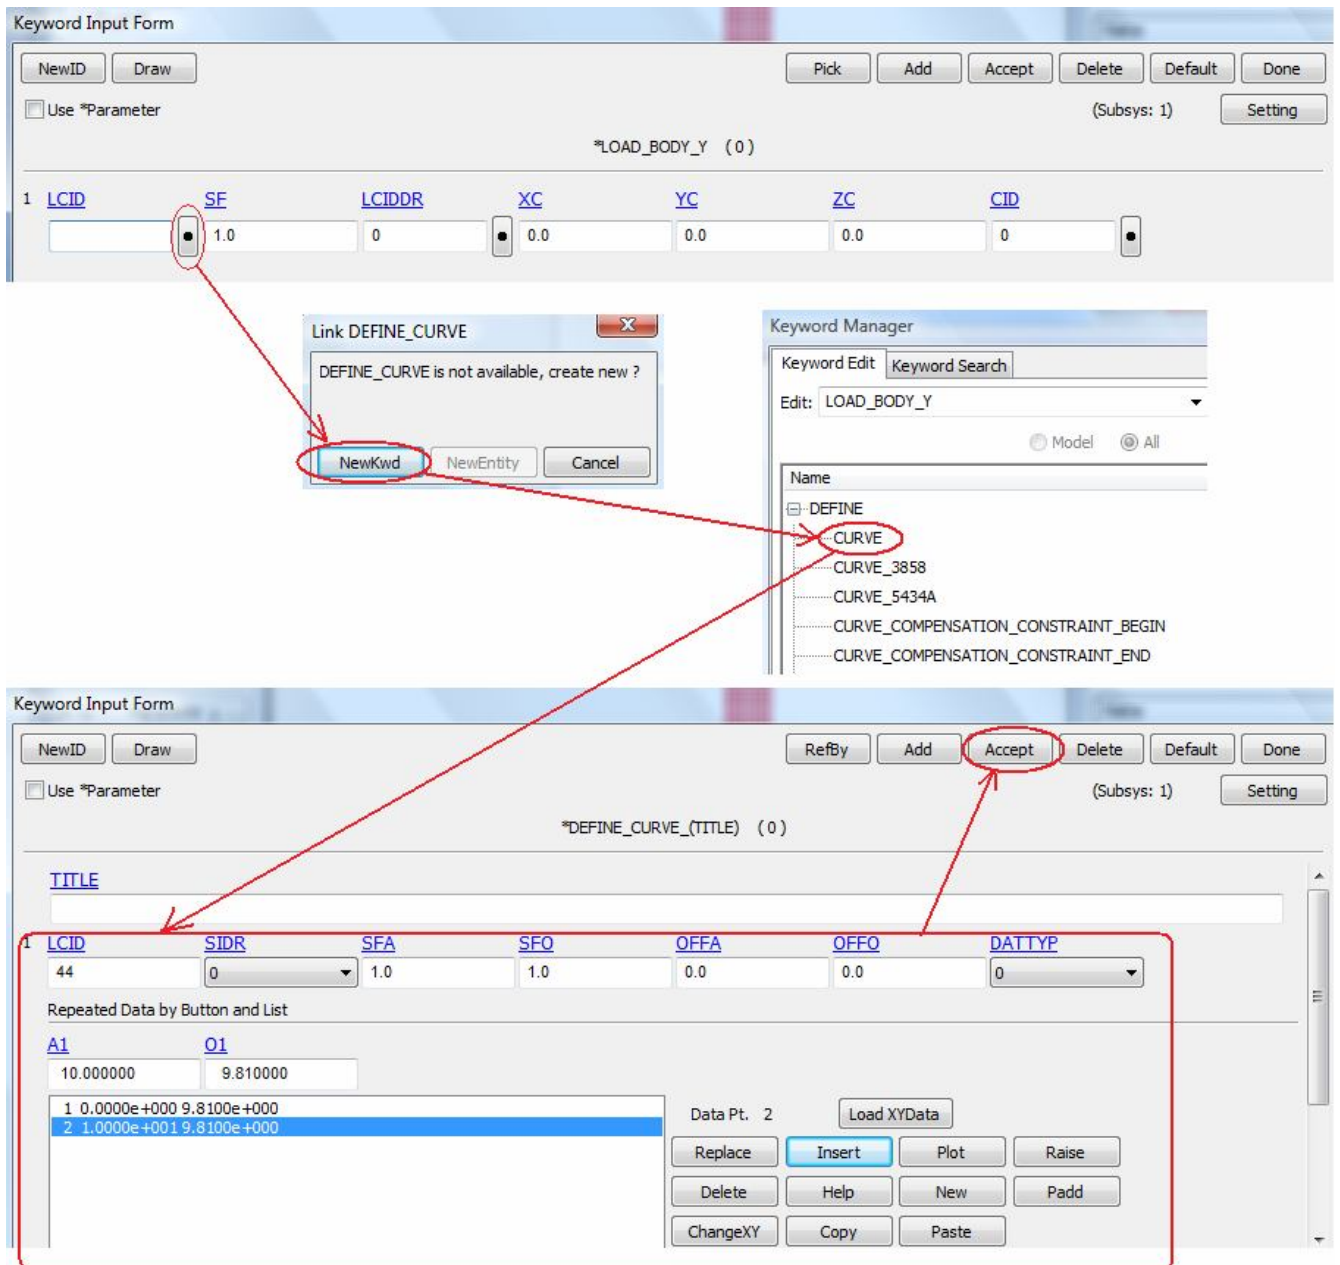 Keyword Input Form
NewID Draw Pick Add Accept Delete Default Done
Use *Parameter (Subsys: 1) Setting
*LOAD_BODY_Y (0)
1 LCID SF LCIDDR XC YC ZC CID
1.0 0 0.0 0.0 0.0 0
Link DEFINE_CURVE
DEFINE_CURVE is not available, create new ?
NewKwd NewEntity Cancel
Keyword Manager
Keyword Edit Keyword Search
Edit: LOAD_BODY_Y
Model All
Name
DEFINE
CURVE
CURVE_3858
CURVE_5434A
CURVE_COMPENSATION_CONSTRAINT_BEGIN
CURVE_COMPENSATION_CONSTRAINT_END
Keyword Input Form
NewID Draw RefBy Add Accept Delete Default Done
Use *Parameter (Subsys: 1) Setting
*DEFINE_CURVE_(TITLE) (0)
TITLE
1 LCID SIDR SFA SFO OFFA OFFO DATTYP
44 0 1.0 1.0 0.0 0.0 0
Repeated Data by Button and List
A1 O1
10.000000 9.810000
1 0.0000e+000 9.8100e+000
2 1.0000e+001 9.8100e+000
Data Pt. 2 Load XYData
Replace Insert Plot Raise
Delete Help New Padd
ChangeXY Copy Paste